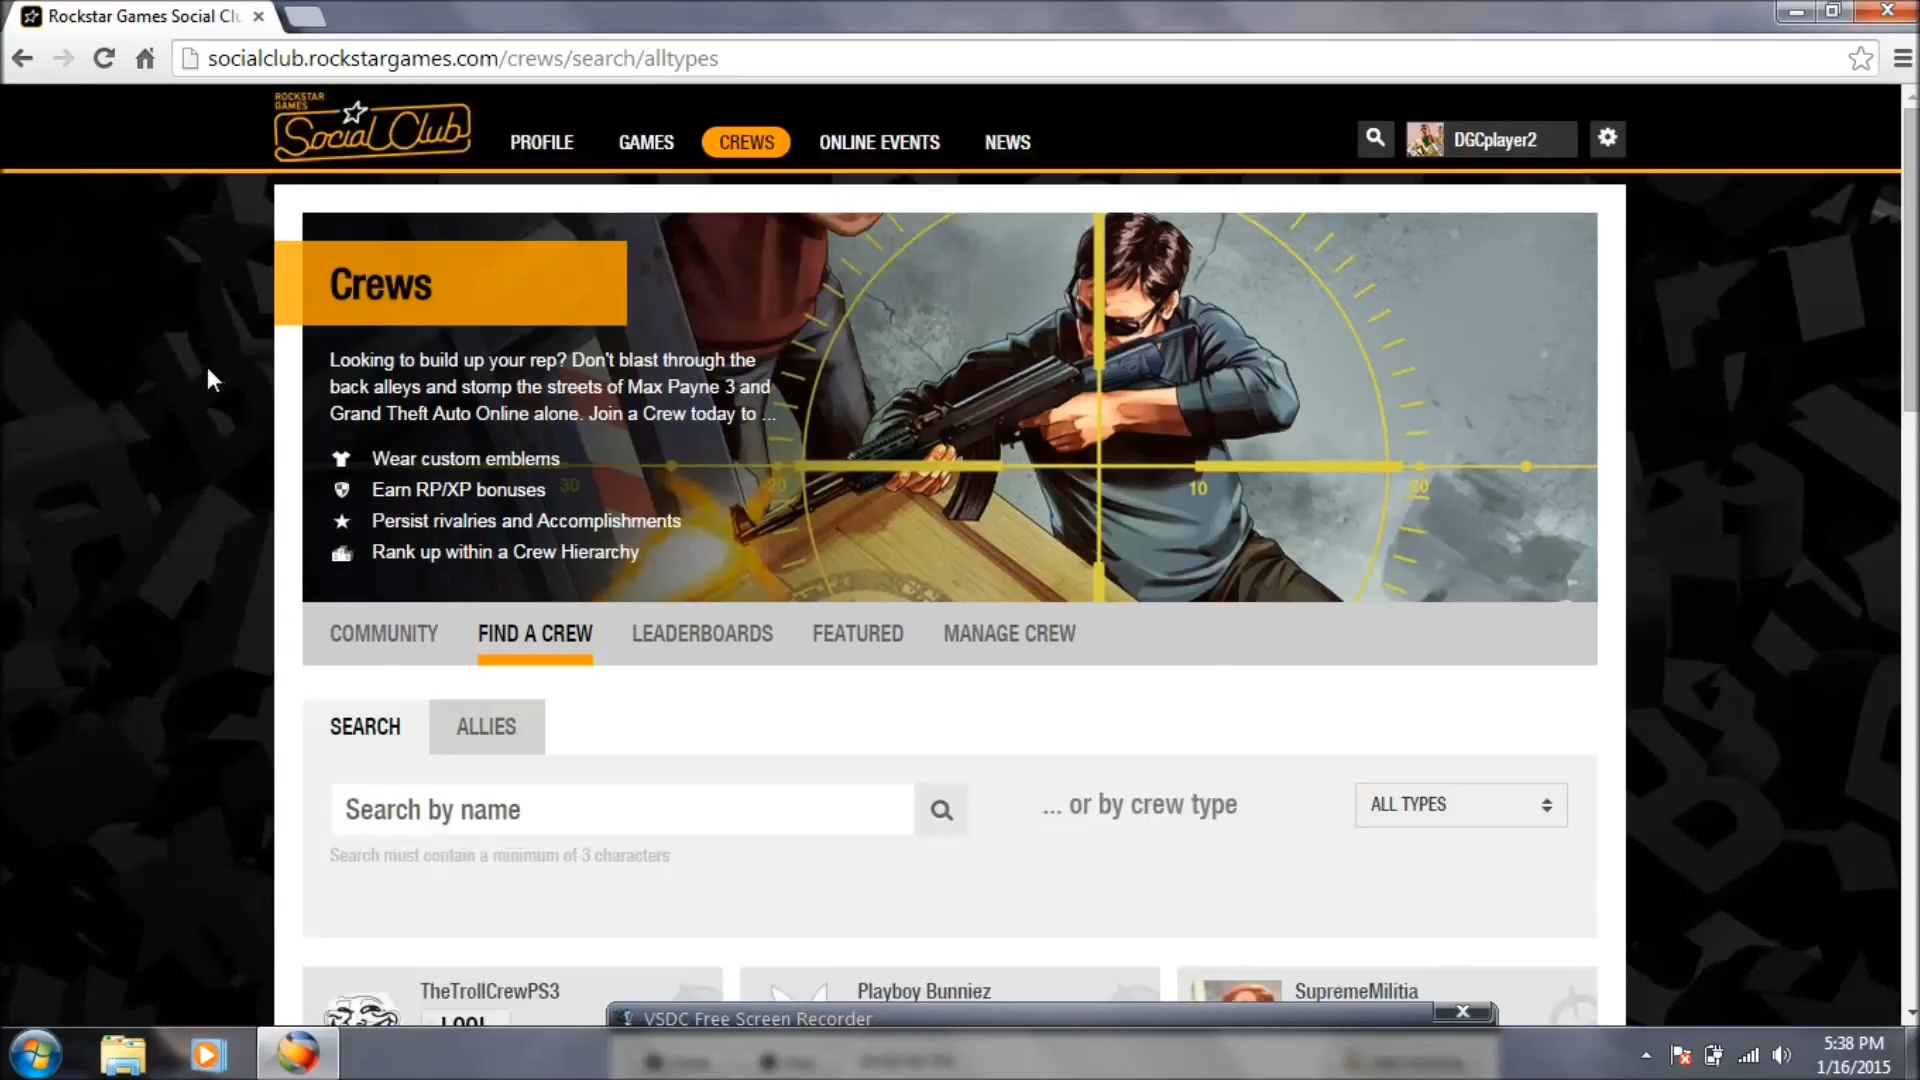 Rockstar Games Social Clu
socialclub.rockstargames.com/crews/search/alltypes
ROCKSTAR
GAMES
Social Club
PROFILE
GAMES
CREWS
ONLINE EVENTS
NEWS
DGCplayer2
Crews
Looking to build up your rep? Don't blast through the
back alleys and stomp the streets of Max Payne 3 and
Grand Theft Auto Online alone. Join a Crew today to ...
Wear custom emblems
Earn RP/XP bonuses
Persist rivalries and Accomplishments
Rank up within a Crew Hierarchy
30
20
10
20
COMMUNITY
FIND A CREW
LEADERBOARDS
FEATURED
MANAGE CREW
SEARCH
ALLIES
Search by name
... or by crew type
ALL TYPES
Search must contain a minimum of 3 characters
TheTrollCrewPS3
Playboy Bunniez
SupremeMilitia
VSDC Free Screen Recorder
5:38 PM
1/16/2015